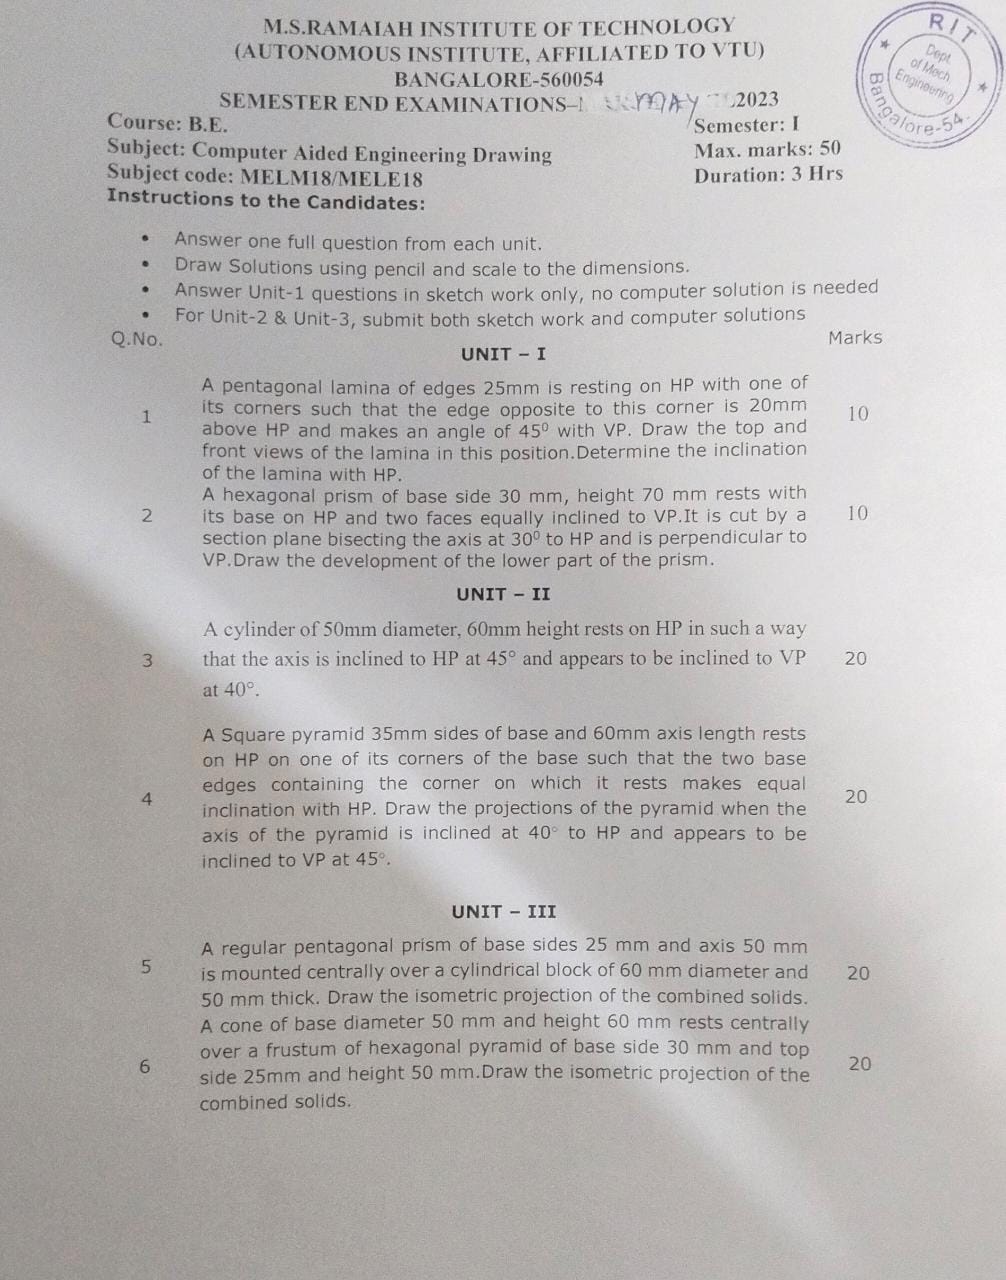 M.S.RAMAIAH INSTITUTE OF TECHNOLOGY
(AUTONOMOUS INSTITUTE, AFFILIATED TO VTU)
BANGALORE-560054
SEMESTER END EXAMINATIONS– MAY 2023
Course: B.E.
Semester: I
Subject: Computer Aided Engineering Drawing
Max. marks: 50
Subject code: MELM18/MELE18
Duration: 3 Hrs
Instructions to the Candidates:
• Answer one full question from each unit.
• Draw Solutions using pencil and scale to the dimensions.
• Answer Unit-1 questions in sketch work only, no computer solution is needed
• For Unit-2 & Unit-3, submit both sketch work and computer solutions
Q.No.
Marks
UNIT – I
A pentagonal lamina of edges 25mm is resting on HP with one of
1 its corners such that the edge opposite to this corner is 20mm 10
above HP and makes an angle of 45⁰ with VP. Draw the top and
front views of the lamina in this position.Determine the inclination
of the lamina with HP.
A hexagonal prism of base side 30 mm, height 70 mm rests with
2 its base on HP and two faces equally inclined to VP.It is cut by a 10
section plane bisecting the axis at 30⁰ to HP and is perpendicular to
VP.Draw the development of the lower part of the prism.
UNIT – II
A cylinder of 50mm diameter, 60mm height rests on HP in such a way
3 that the axis is inclined to HP at 45° and appears to be inclined to VP 20
at 40°.
A Square pyramid 35mm sides of base and 60mm axis length rests
on HP on one of its corners of the base such that the two base
edges containing the corner on which it rests makes equal
4 inclination with HP. Draw the projections of the pyramid when the 20
axis of the pyramid is inclined at 40° to HP and appears to be
inclined to VP at 45°.
UNIT – III
A regular pentagonal prism of base sides 25 mm and axis 50 mm
5 is mounted centrally over a cylindrical block of 60 mm diameter and 20
50 mm thick. Draw the isometric projection of the combined solids.
A cone of base diameter 50 mm and height 60 mm rests centrally
6 over a frustum of hexagonal pyramid of base side 30 mm and top 20
side 25mm and height 50 mm.Draw the isometric projection of the
combined solids.
RIT
Dept.
of Mech.
Engineering
Bangalore-54.